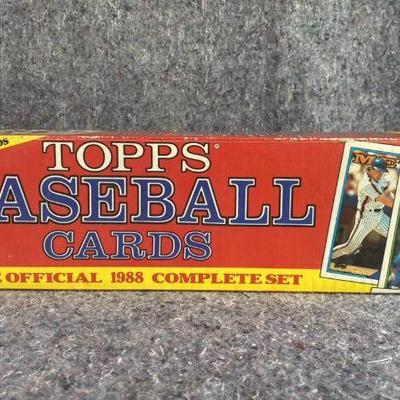 TOPPS
ASEBALL
CARDS
OFFICIAL 1988 COMPLETE SET